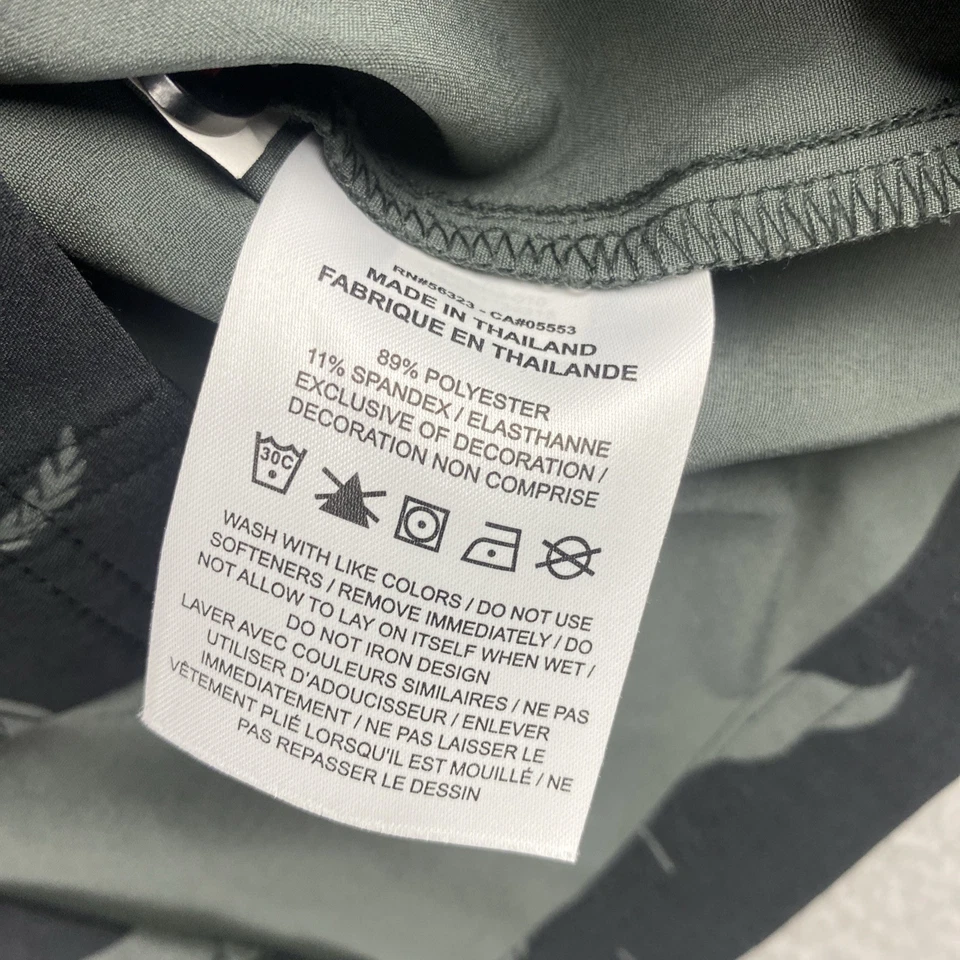 RN#56323 - CA#05553
MADE IN THAILAND
FABRIQUE EN THAILANDE
89% POLYESTER
11% SPANDEX / ELASTHANNE
EXCLUSIVE OF DECORATION /
DECORATION NON COMPRISE
30C
WASH WITH LIKE COLORS / DO NOT USE
SOFTENERS / REMOVE IMMEDIATELY / DO
NOT ALLOW TO LAY ON ITSELF WHEN WET /
DO NOT IRON DESIGN
LAVER AVEC COULEURS SIMILAIRES / NE PAS
UTILISER D'ADOUCISSEUR / ENLEVER
IMMEDIATEMENT / NE PAS LAISSER LE
VÊTEMENT PLIÉ LORSQU'IL EST MOUILLÉ / NE
PAS REPASSER LE DESSIN